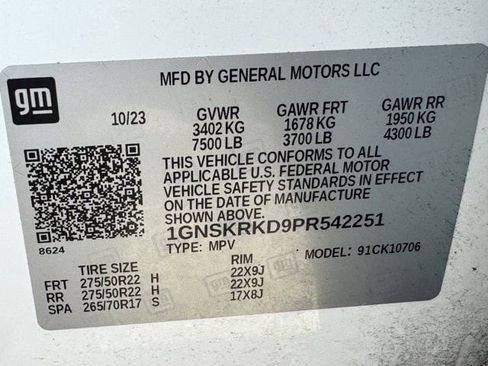 MFD BY GENERAL MOTORS LLC
gm
10/23 GVWR GAWR FRT GAWR RR
3402 KG 1678 KG 1950 KG
7500 LB 3700 LB 4300 LB
THIS VEHICLE CONFORMS TO ALL
APPLICABLE U.S. FEDERAL MOTOR
VEHICLE SAFETY STANDARDS IN EFFECT
ON THE DATE OF MANUFACTURE
SHOWN ABOVE.
8624
1GNSKRKD9PR542251
TYPE: MPV MODEL: 91CK10706
TIRE SIZE RIM
FRT 275/50R22 H 22X9J
RR 275/50R22 H 22X9J
SPA 265/70R17 S 17X8J